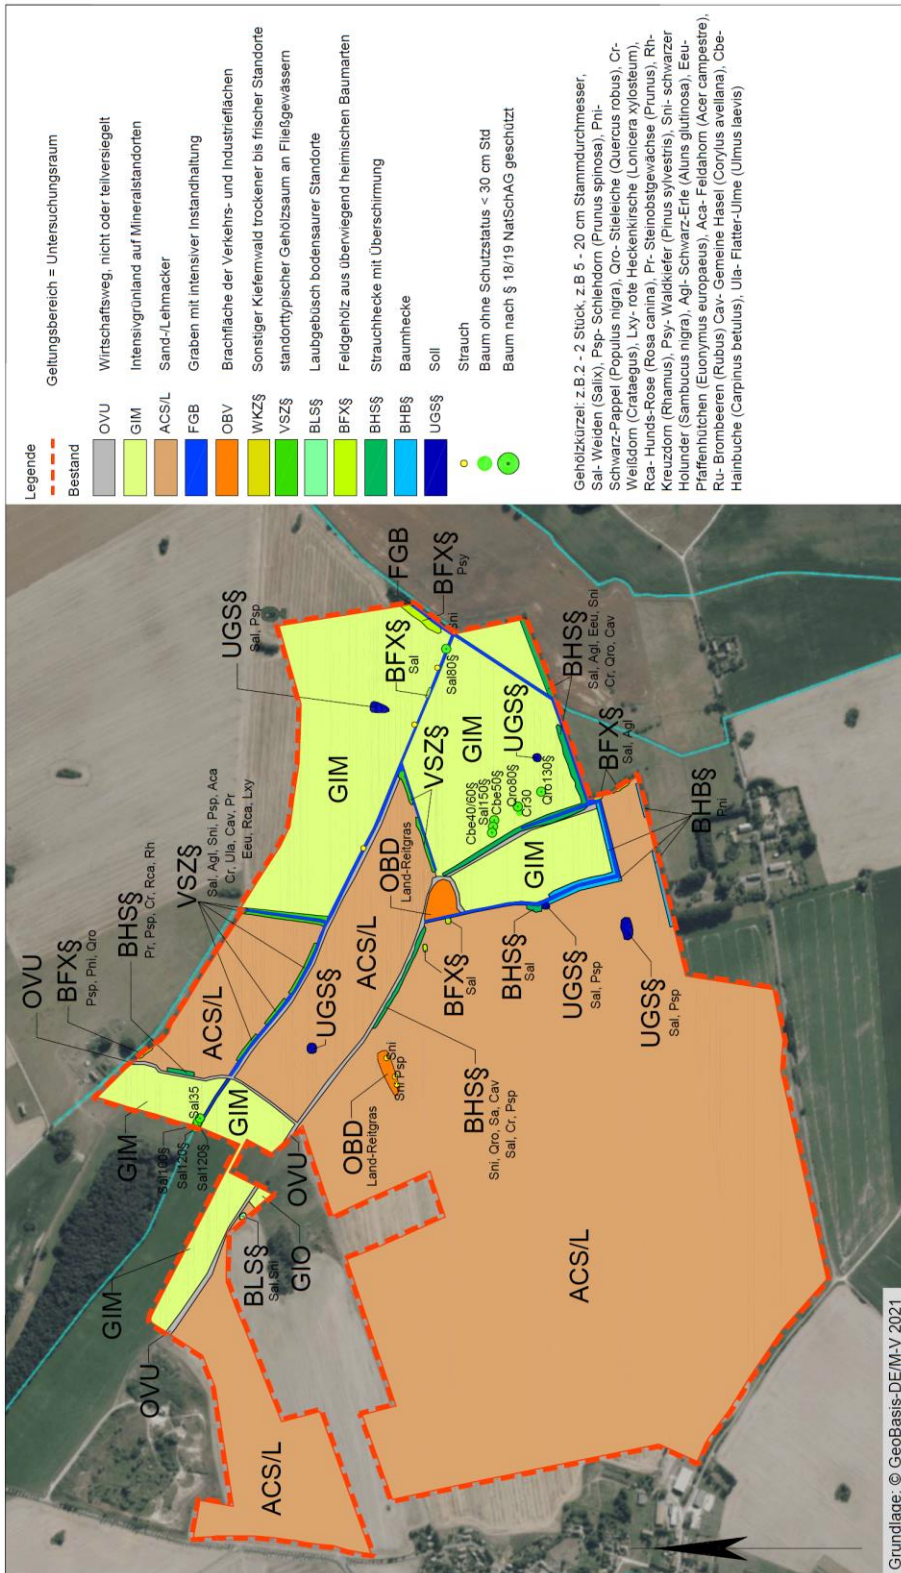 Legende
Geltungsbereich = Untersuchungsraum
Bestand
OVU Wirtschaftsweg, nicht oder teilversiegelt
GIM Intensivgrünland auf Mineralstandorten
ACS/L Sand-/Lehmacker
FGB Graben mit intensiver Instandhaltung
OBV Brachfläche der Verkehrs- und Industrieflächen
WKZ§ Sonstiger Kiefernwald trockener bis frischer Standorte
VSZ§ standorttypischer Gehölzsaum an Fließgewässern
BLS§ Laubgebüsch bodensaurer Standorte
BFX§ Feldgehölz aus überwiegend heimischen Baumarten
BHS§ Strauchhecke mit Überschirmung
BHB§ Baumhecke
UGS§ Soll
Strauch
Baum ohne Schutzstatus < 30 cm Std
Baum nach § 18/19 NatSchAG geschützt
Gehölzkürzel: z.B.2 - 2 Stück, z.B 5 - 20 cm Stammdurchmesser,
Sal- Weiden (Salix), Psp- Schlehdorn (Prunus spinosa), Pni-
Schwarz-Pappel (Populus nigra), Qro- Stieleiche (Quercus robus), Cr-
Weißdorn (Crataegus), Lxy- rote Heckenkirsche (Lonicera xylosteum),
Rca- Hunds-Rose (Rosa canina), Pr- Steinobstgewächse (Prunus), Rh-
Kreuzdorn (Rhamus), Psy- Waldkiefer (Pinus sylvestris), Sni- schwarzer
Holunder (Sambucus nigra), Agl- Schwarz-Erle (Aluns glutinosa), Eeu-
Pfaffenhütchen (Euonymus europaeus), Aca- Feldahorn (Acer campestre),
Ru- Brombeeren (Rubus) Cav- Gemeine Hasel (Corylus avellana), Cbe-
Hainbuche (Carpinus betulus), Ula- Flatter-Ulme (Ulmus laevis)
OVU
BFX§
Psp, Pni, Qro
BHS§
Pr, Psp, Cr, Rca, Rh
VSZ§
Sal, Agl, Sni, Psp, Aca
Cr, Ula, Cav, Pr
Eeu, Rca, Lxy
UGS§
Sal, Psp
GIM
FGB
BFX§
Psy
BFX§
Sal
Sni
Sal80§
GIM
ACS/L
Sal35
GIM
Sal100§
Sal120§
Sal120§
GIM
UGS§
ACS/L
VSZ§
GIM
UGS§
Cbe40/60§
Sal150§
Cbe50§
Qro80§
Cr30
Qro130§
OBD
Land-Reitgras
GIM
BHS§
Sal, Agl, Eeu, Sni
Cr, Qro, Cav
BFX§
Sal, Agl
BHB§
Pni
BFX§
Sal
BHS§
Sal
UGS§
Sal, Psp
UGS§
Sal, Psp
OBD
Land-Reitgras
Sni
Sni Psp
BHS§
Sni, Qro, Sa, Cav
Sal, Cr, Psp
OVU
GIM
BLS§
Sal,Sni
GIO
OVU
ACS/L
ACS/L
Grundlage: © GeoBasis-DE/M-V 2021